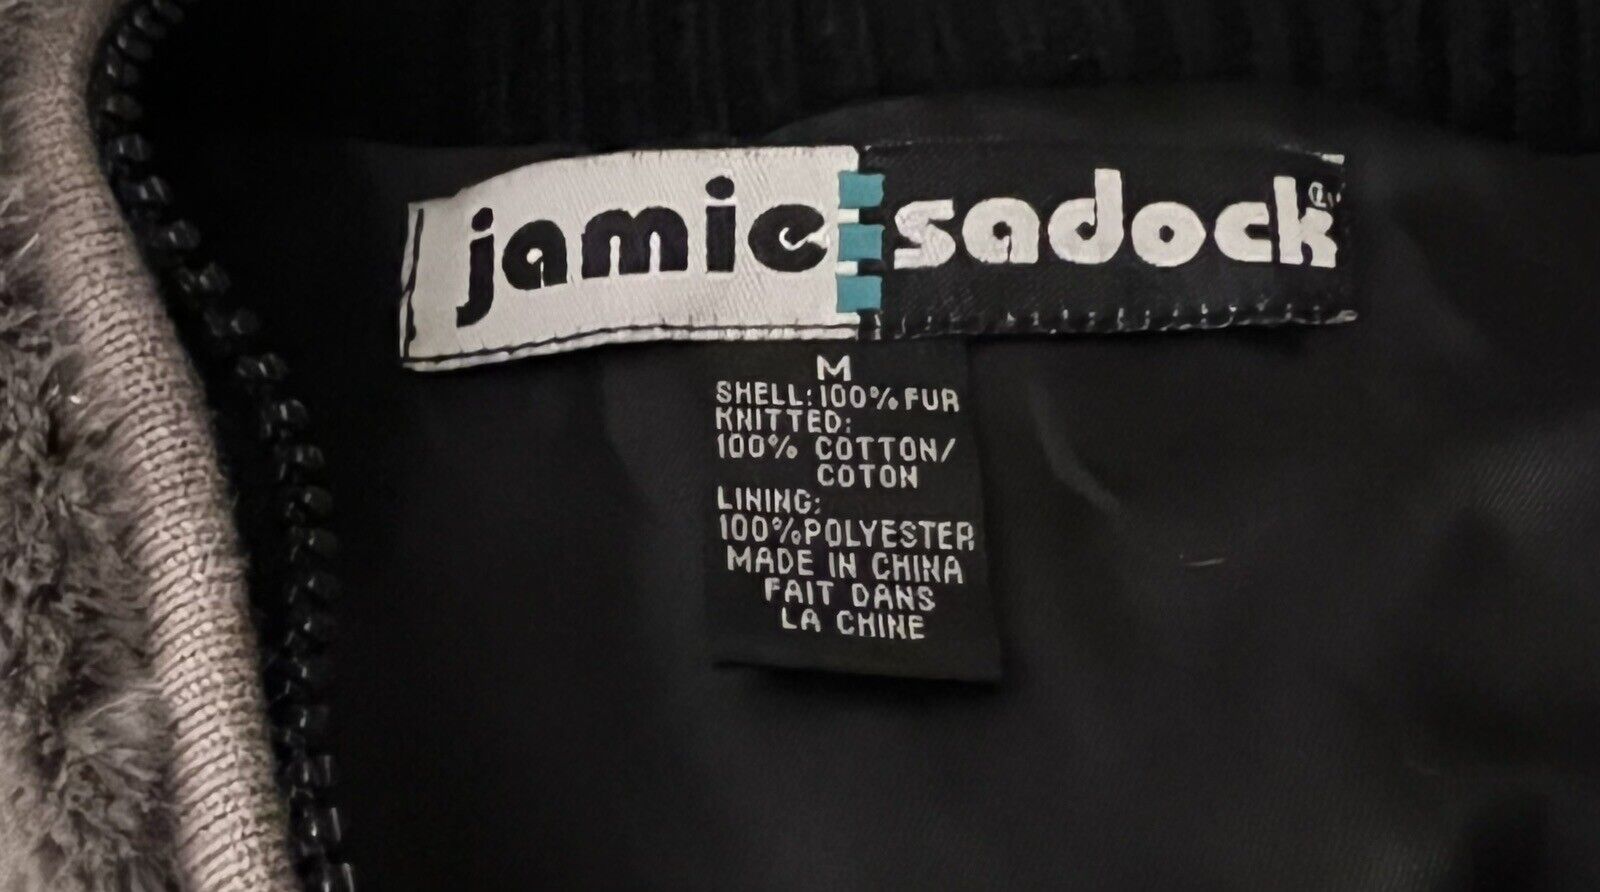 jamie sadock®
M
SHELL: 100% FUR
KNITTED:
100% COTTON/
COTON
LINING:
100%POLYESTER
MADE IN CHINA
FAIT DANS
LA CHINE